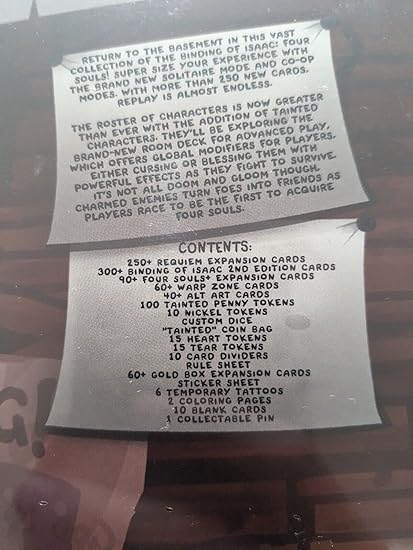 RETURN TO THE BASEMENT IN THIS VAST
COLLECTION OF THE BINDING OF ISAAC: FOUR
SOULS! SUPER SIZE YOUR EXPERIENCE WITH
THE BRAND NEW SOLITAIRE MODE AND CO-OP
MODES. WITH MORE THAN 250 NEW CARDS,
REPLAY IS ALMOST ENDLESS.
THE ROSTER OF CHARACTERS IS NOW GREATER
THAN EVER WITH THE ADDITION OF TAINTED
CHARACTERS. THEY'LL BE EXPLORING THE
BRAND-NEW ROOM DECK FOR ADVANCED PLAY,
WHICH OFFERS GLOBAL MODIFIERS FOR PLAYERS.
EITHER CURSING OR BLESSING THEM WITH
POWERFUL EFFECTS AS THEY FIGHT TO SURVIVE.
IT'S NOT ALL DOOM AND GLOOM THOUGH.
CHARMED ENEMIES TURN FOES INTO FRIENDS AS
PLAYERS RACE TO BE THE FIRST TO ACQUIRE
FOUR SOULS.
CONTENTS:
250+ REQUIEM EXPANSION CARDS
300+ BINDING OF ISAAC 2ND EDITION CARDS
90+ FOUR SOULS+ EXPANSION CARDS
60+ WARP ZONE CARDS
40+ ALT ART CARDS
100 TAINTED PENNY TOKENS
10 NICKEL TOKENS
CUSTOM DICE
"TAINTED" COIN BAG
15 HEART TOKENS
15 TEAR TOKENS
10 CARD DIVIDERS
RULE SHEET
60+ GOLD BOX EXPANSION CARDS
STICKER SHEET
6 TEMPORARY TATTOOS
2 COLORING PAGES
10 BLANK CARDS
1 COLLECTABLE PIN